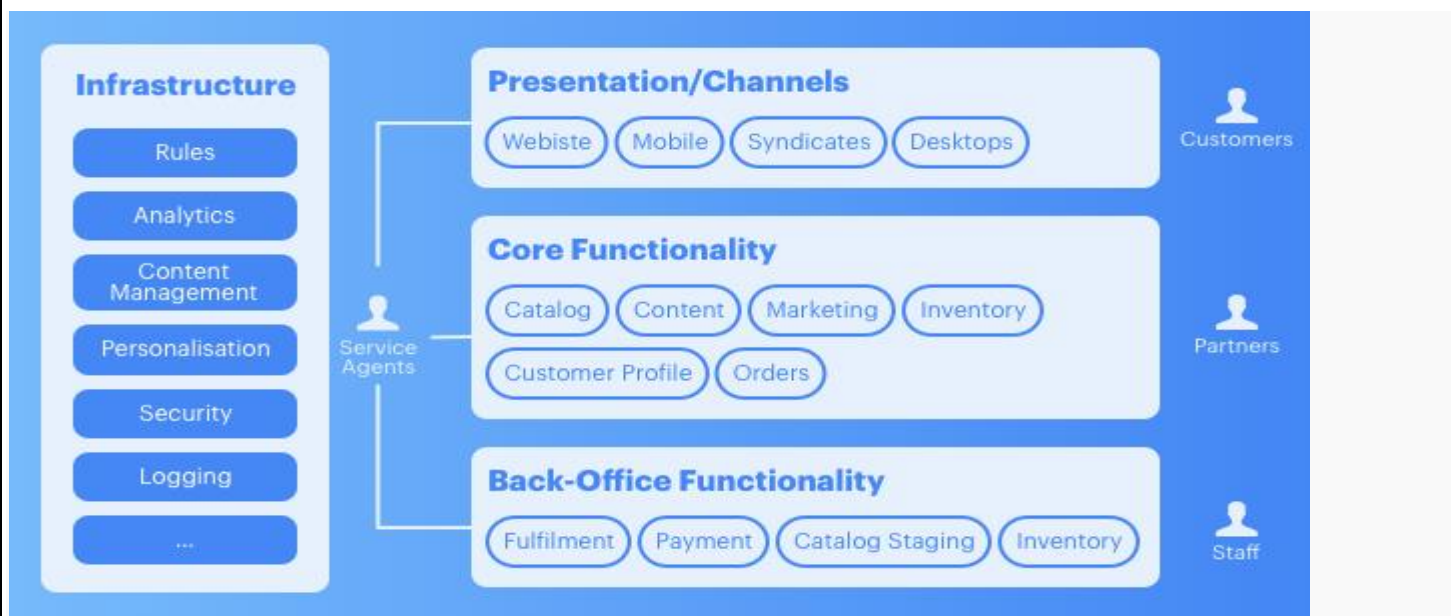 Infrastructure
Rules
Analytics
Content
Management
Personalisation
Security
Logging
...
Service
Agents
Presentation/Channels
Webiste Mobile Syndicates Desktops
Core Functionality
Catalog Content Marketing Inventory
Customer Profile Orders
Back-Office Functionality
Fulfilment Payment Catalog Staging Inventory
Customers
Partners
Staff